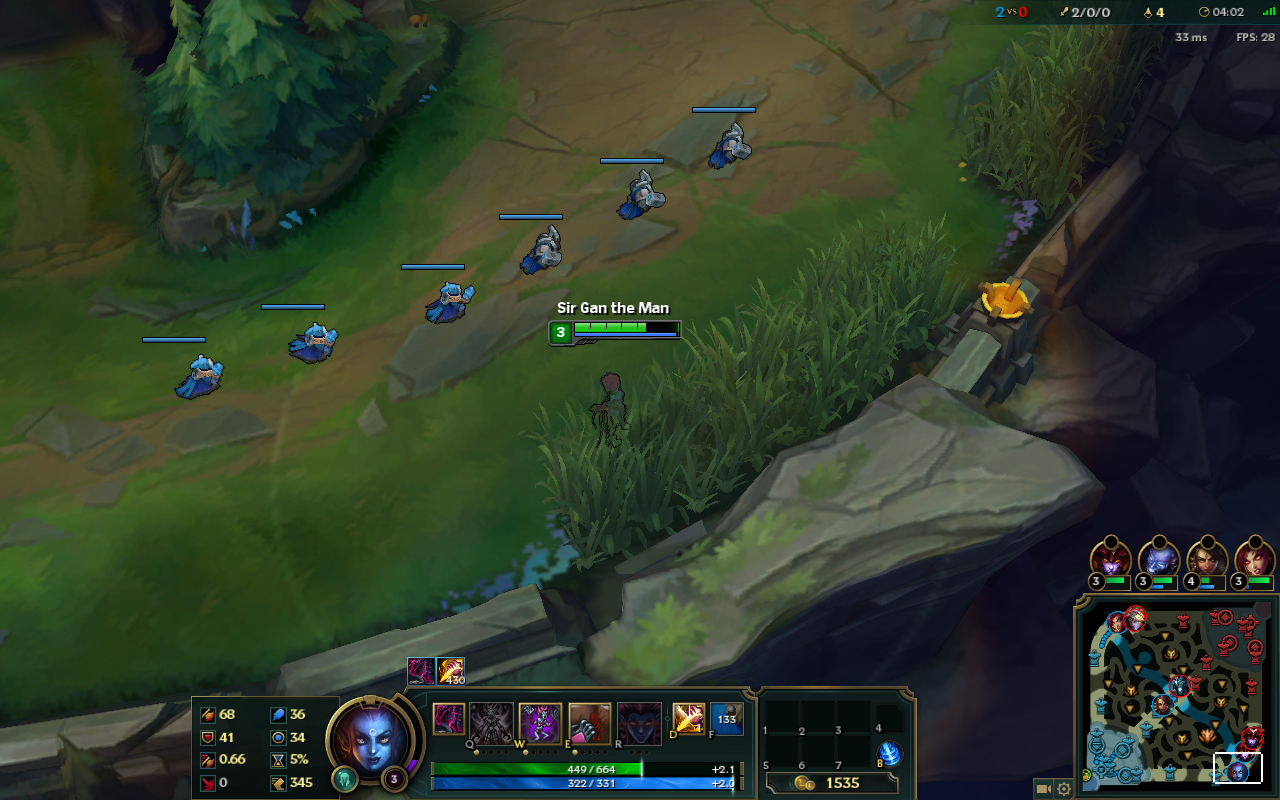 2 vs 0 2/0/0 4 04:02
33 ms FPS: 28
Sir Gan the Man
3
3 3 4 3
430
68 36
41 34
0.66 5%
0 345
3
Q W E R D F 133
449 / 664 +2.1
322 / 331 +2.0
1 2 3 4
5 6 7 B
1535